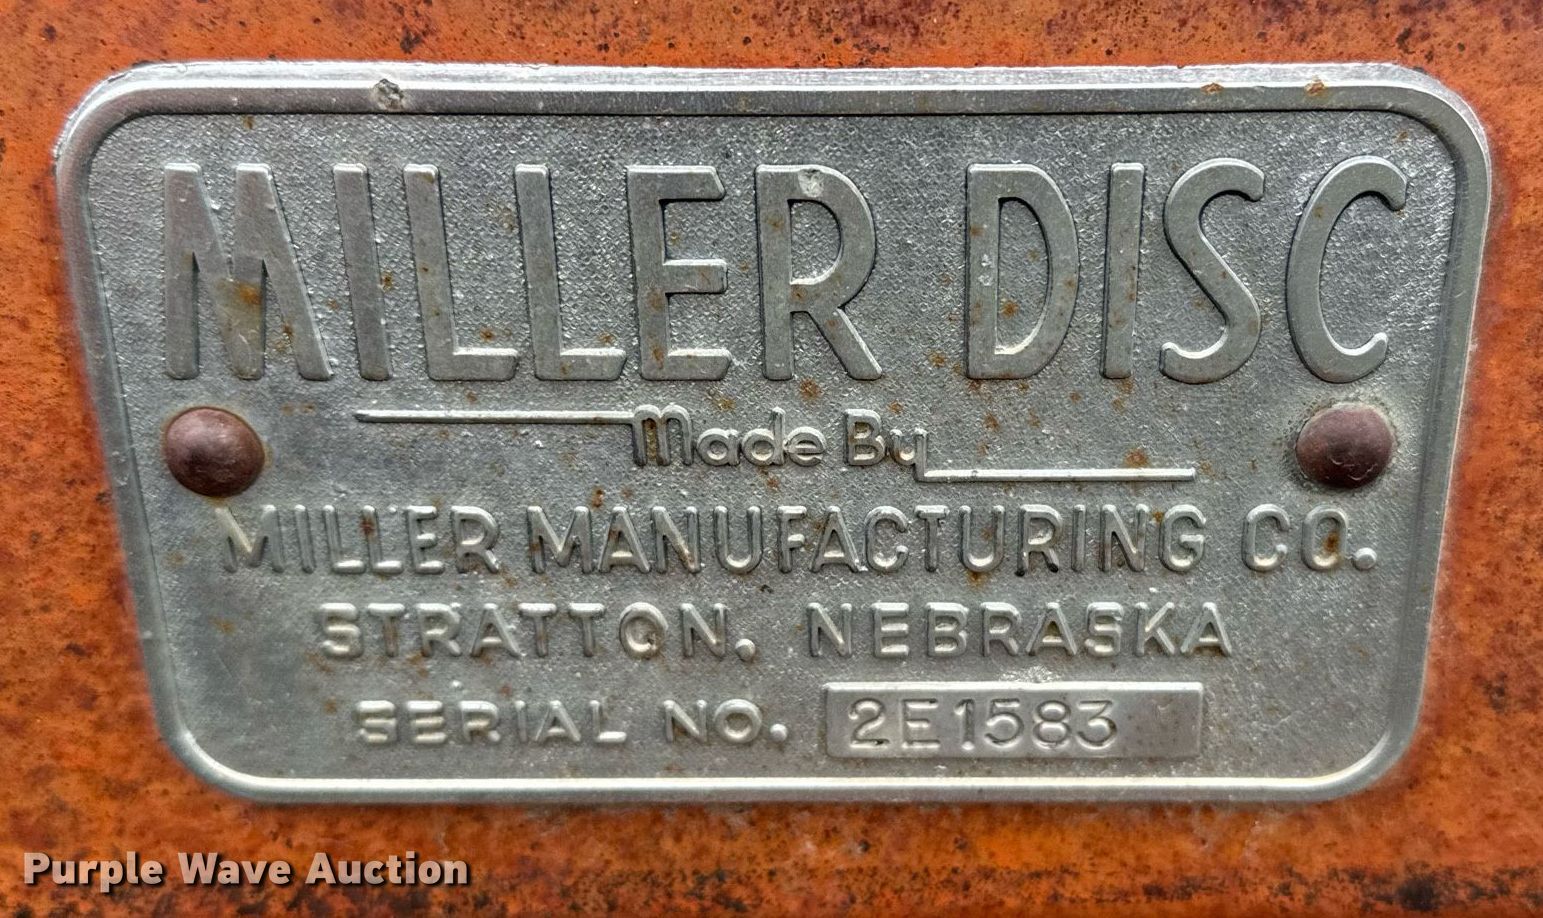 MILLER DISC
Made By
MILLER MANUFACTURING CO.
STRATTON, NEBRASKA
SERIAL NO. 2E1583
Purple Wave Auction